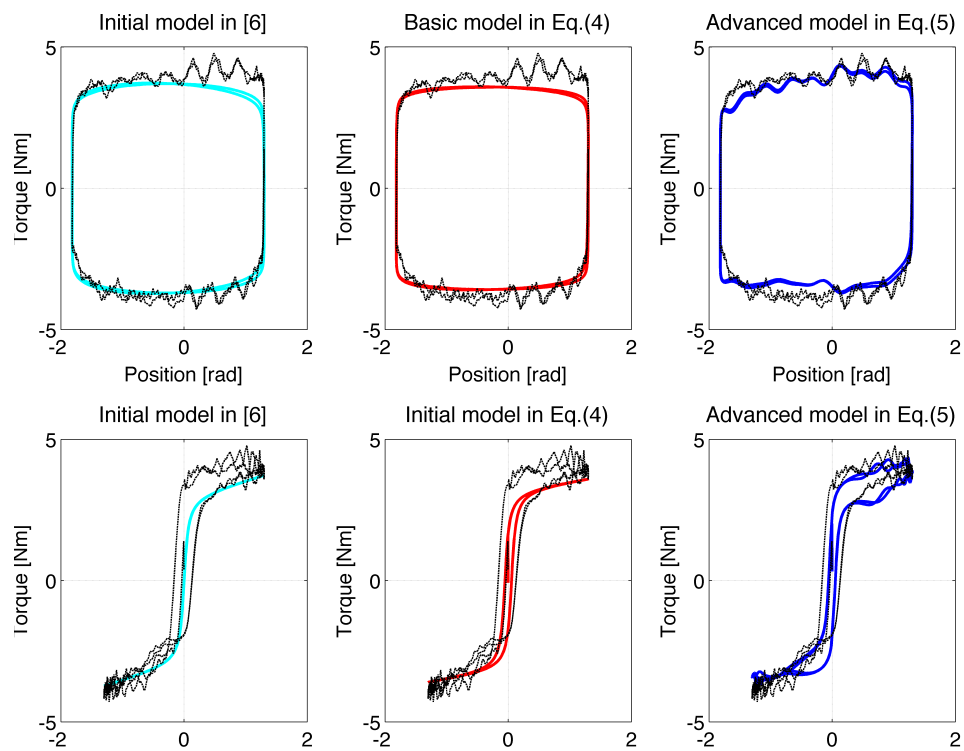 Initial model in [6]
Basic model in Eq.(4)
Advanced model in Eq.(5)
5
0
-5
Torque [Nm]
-2
0
2
Position [rad]
5
0
-5
Torque [Nm]
-2
0
2
Position [rad]
5
0
-5
Torque [Nm]
-2
0
2
Position [rad]
Initial model in [6]
Initial model in Eq.(4)
Advanced model in Eq.(5)
5
0
-5
Torque [Nm]
-2
0
2
5
0
-5
Torque [Nm]
-2
0
2
5
0
-5
Torque [Nm]
-2
0
2